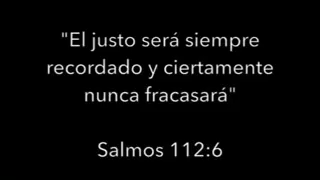 "El justo será siempre
recordado y ciertamente
nunca fracasará"
Salmos 112:6